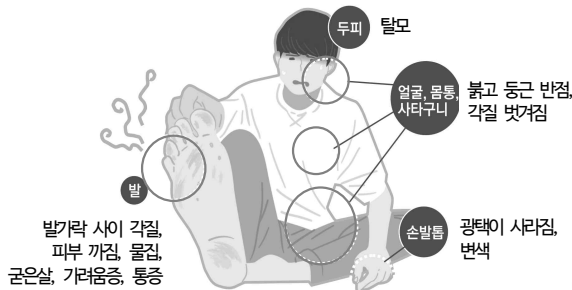 두피
탈모
얼굴, 몸통,
사타구니
붉고 둥근 반점,
각질 벗겨짐
발
발가락 사이 각질,
피부 까짐, 물집,
굳은살, 가려움증, 통증
손발톱
광택이 사라짐,
변색